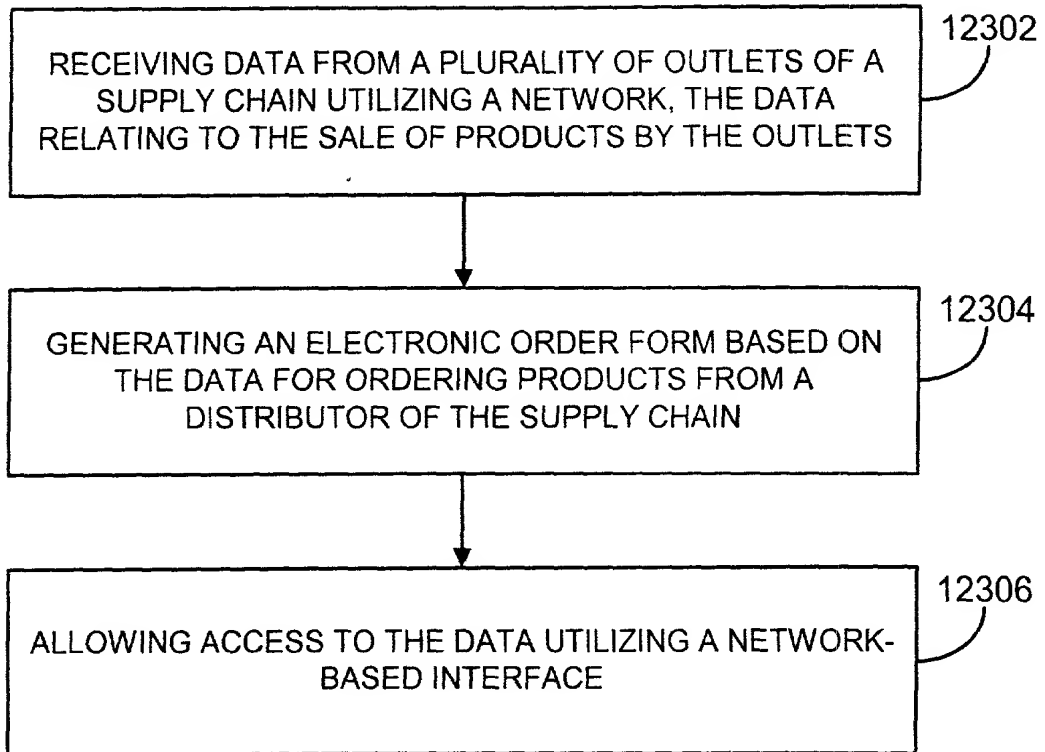 12302
RECEIVING DATA FROM A PLURALITY OF OUTLETS OF A
SUPPLY CHAIN UTILIZING A NETWORK, THE DATA
RELATING TO THE SALE OF PRODUCTS BY THE OUTLETS
12304
GENERATING AN ELECTRONIC ORDER FORM BASED ON
THE DATA FOR ORDERING PRODUCTS FROM A
DISTRIBUTOR OF THE SUPPLY CHAIN
12306
ALLOWING ACCESS TO THE DATA UTILIZING A NETWORK-
BASED INTERFACE